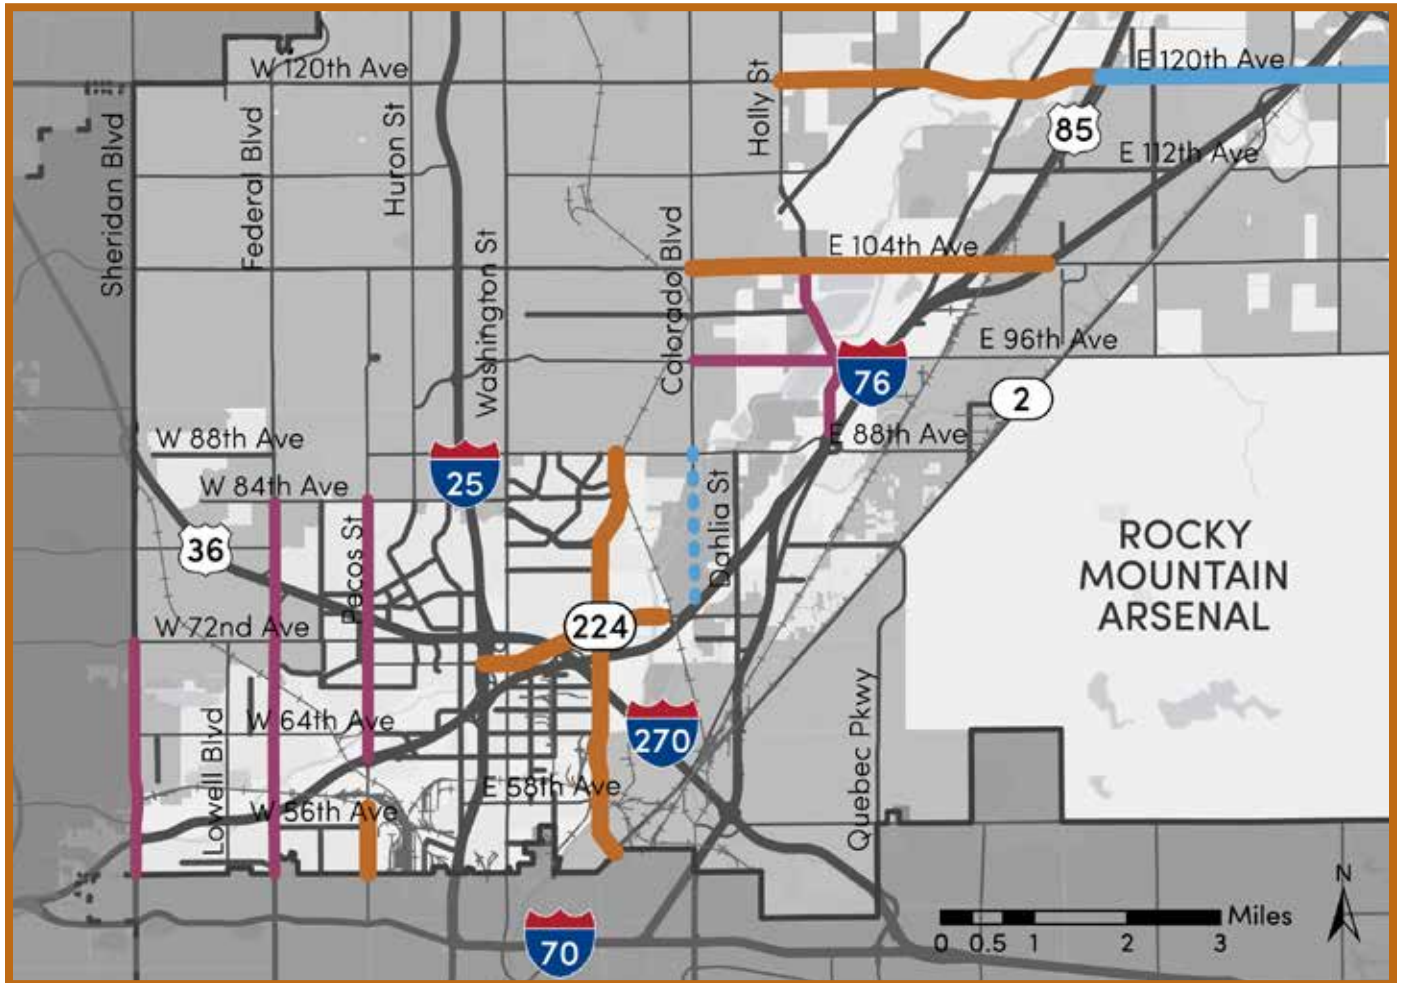 W 120th Ave
E 120th Ave
Holly St
85
Sheridan Blvd
Federal Blvd
Huron St
E 112th Ave
Washington St
Colorado Blvd
E 104th Ave
E 96th Ave
76
2
W 88th Ave
E 88th Ave
25
W 84th Ave
Dahlia St
36
Pecos St
ROCKY
MOUNTAIN
ARSENAL
224
W 72nd Ave
Quebec Pkwy
W 64th Ave
Lowell Blvd
270
E 58th Ave
W 56th Ave
70
N
Miles
0 0.5 1 2 3